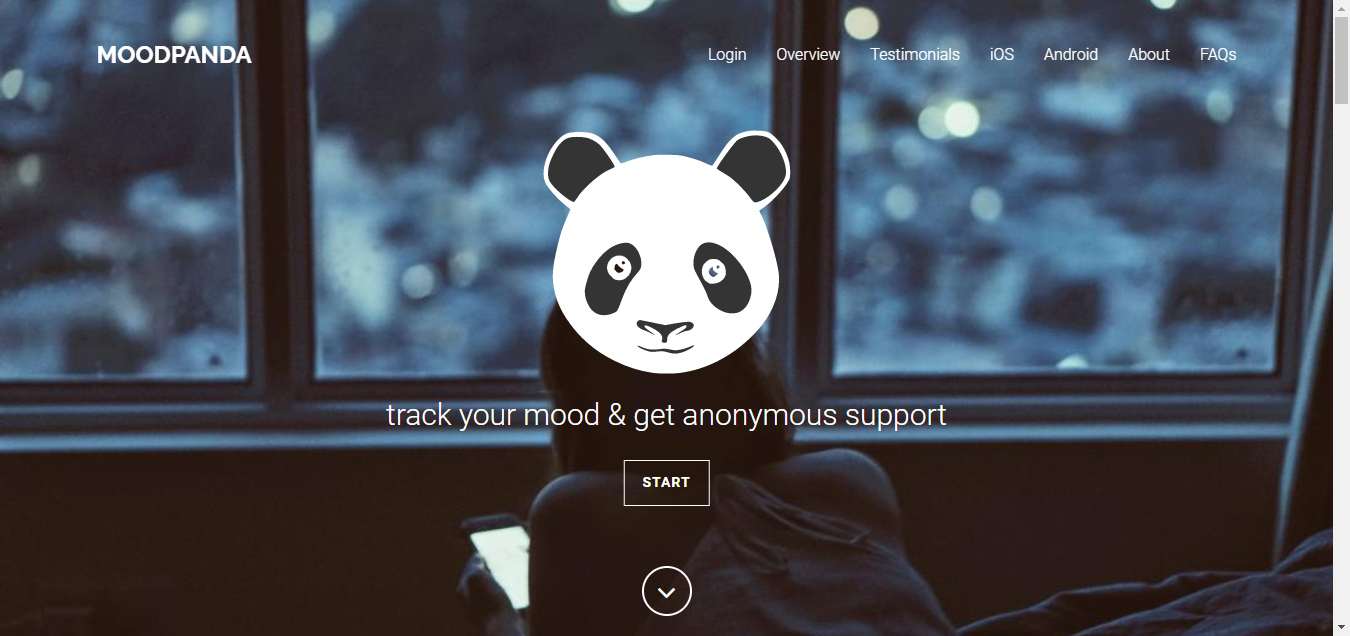 MOODPANDA
Login Overview Testimonials iOS Android About FAQs
track your mood & get anonymous support
START